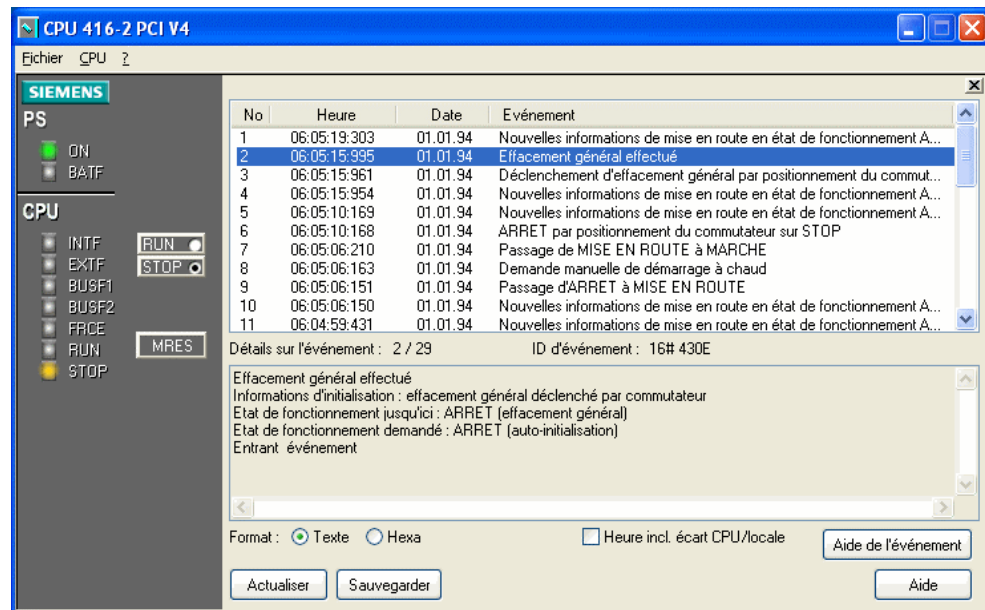 CPU 416-2 PCI V4
Fichier CPU ?
SIEMENS
PS
ON
BATF
CPU
INTF
EXTF
BUSF1
BUSF2
FRCE
RUN
STOP
RUN
STOP
MRES
No Heure Date Evénement
1 06:05:19:303 01.01.94 Nouvelles informations de mise en route en état de fonctionnement A...
2 06:05:15:995 01.01.94 Effacement général effectué
3 06:05:15:961 01.01.94 Déclenchement d'effacement général par positionnement du commut...
4 06:05:15:954 01.01.94 Nouvelles informations de mise en route en état de fonctionnement A...
5 06:05:10:169 01.01.94 Nouvelles informations de mise en route en état de fonctionnement A...
6 06:05:10:168 01.01.94 ARRET par positionnement du commutateur sur STOP
7 06:05:06:210 01.01.94 Passage de MISE EN ROUTE à MARCHE
8 06:05:06:163 01.01.94 Demande manuelle de démarrage à chaud
9 06:05:06:151 01.01.94 Passage d'ARRET à MISE EN ROUTE
10 06:05:06:150 01.01.94 Nouvelles informations de mise en route en état de fonctionnement A...
11 06:04:59:431 01.01.94 Nouvelles informations de mise en route en état de fonctionnement A...
Détails sur l'événement : 2 / 29 ID d'événement : 16# 430E
Effacement général effectué
Informations d'initialisation : effacement général déclenché par commutateur
Etat de fonctionnement jusqu'ici : ARRET (effacement général)
Etat de fonctionnement demandé : ARRET (auto-initialisation)
Entrant événement
Format : Texte Hexa Heure incl. écart CPU/locale Aide de l'événement
Actualiser Sauvegarder Aide